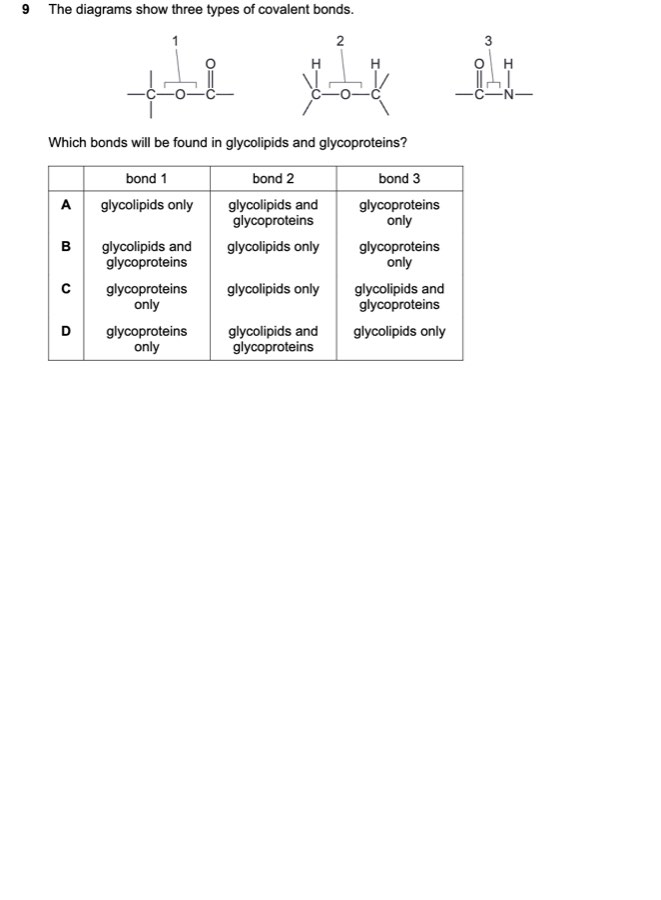 9 The diagrams show three types of covalent bonds.
1 2 3
O H H O H
C O C C O C C N
Which bonds will be found in glycolipids and glycoproteins?
bond 1 bond 2 bond 3
A glycolipids only glycolipids and glycoproteins glycoproteins only
B glycolipids and glycoproteins glycolipids only glycoproteins only
C glycoproteins only glycolipids only glycolipids and glycoproteins
D glycoproteins only glycolipids and glycoproteins glycolipids only